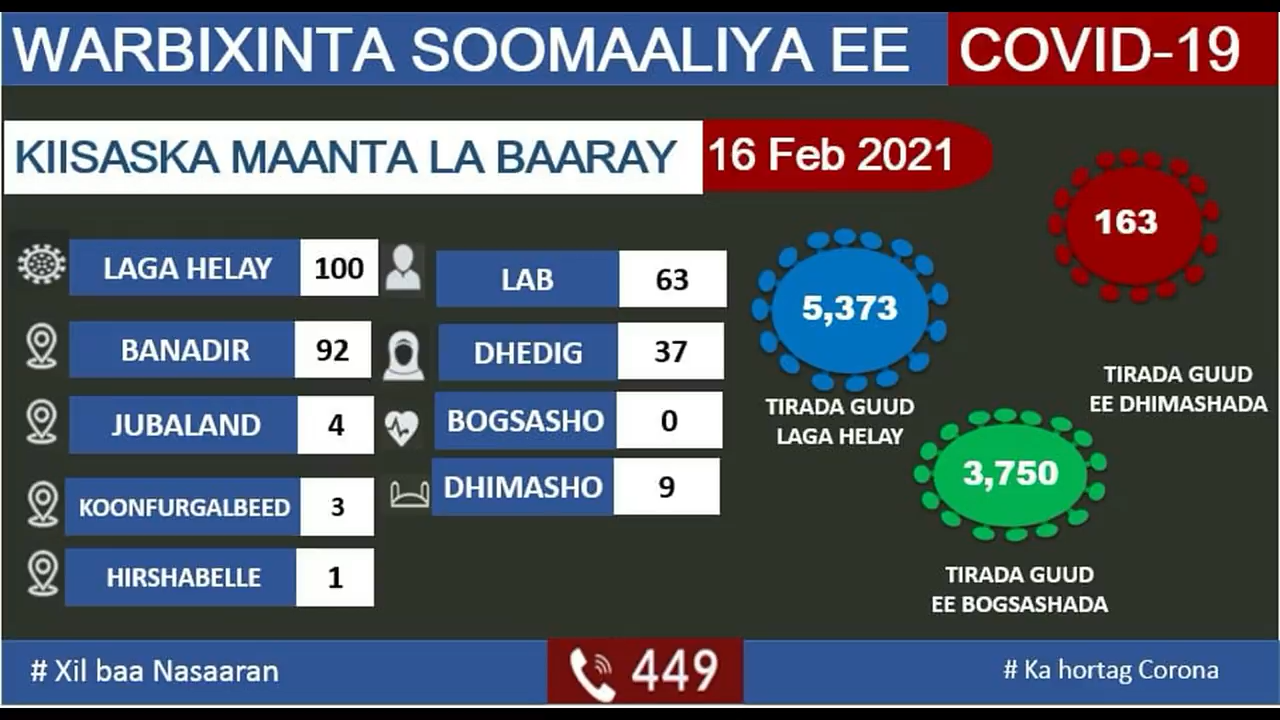 WARBIXINTA SOOMAALIYA EE COVID-19
KIISASKA MAANTA LA BAARAY 16 Feb 2021
LAGA HELAY 100
BANADIR 92
JUBALAND 4
KOONFURGALBEED 3
HIRSHABELLE 1
LAB 63
DHEDIG 37
BOGSASHO 0
DHIMASHO 9
5,373
TIRADA GUUD
LAGA HELAY
163
TIRADA GUUD
EE DHIMASHADA
3,750
TIRADA GUUD
EE BOGSASHADA
# Xil baa Nasaaran
449
# Ka hortag Corona